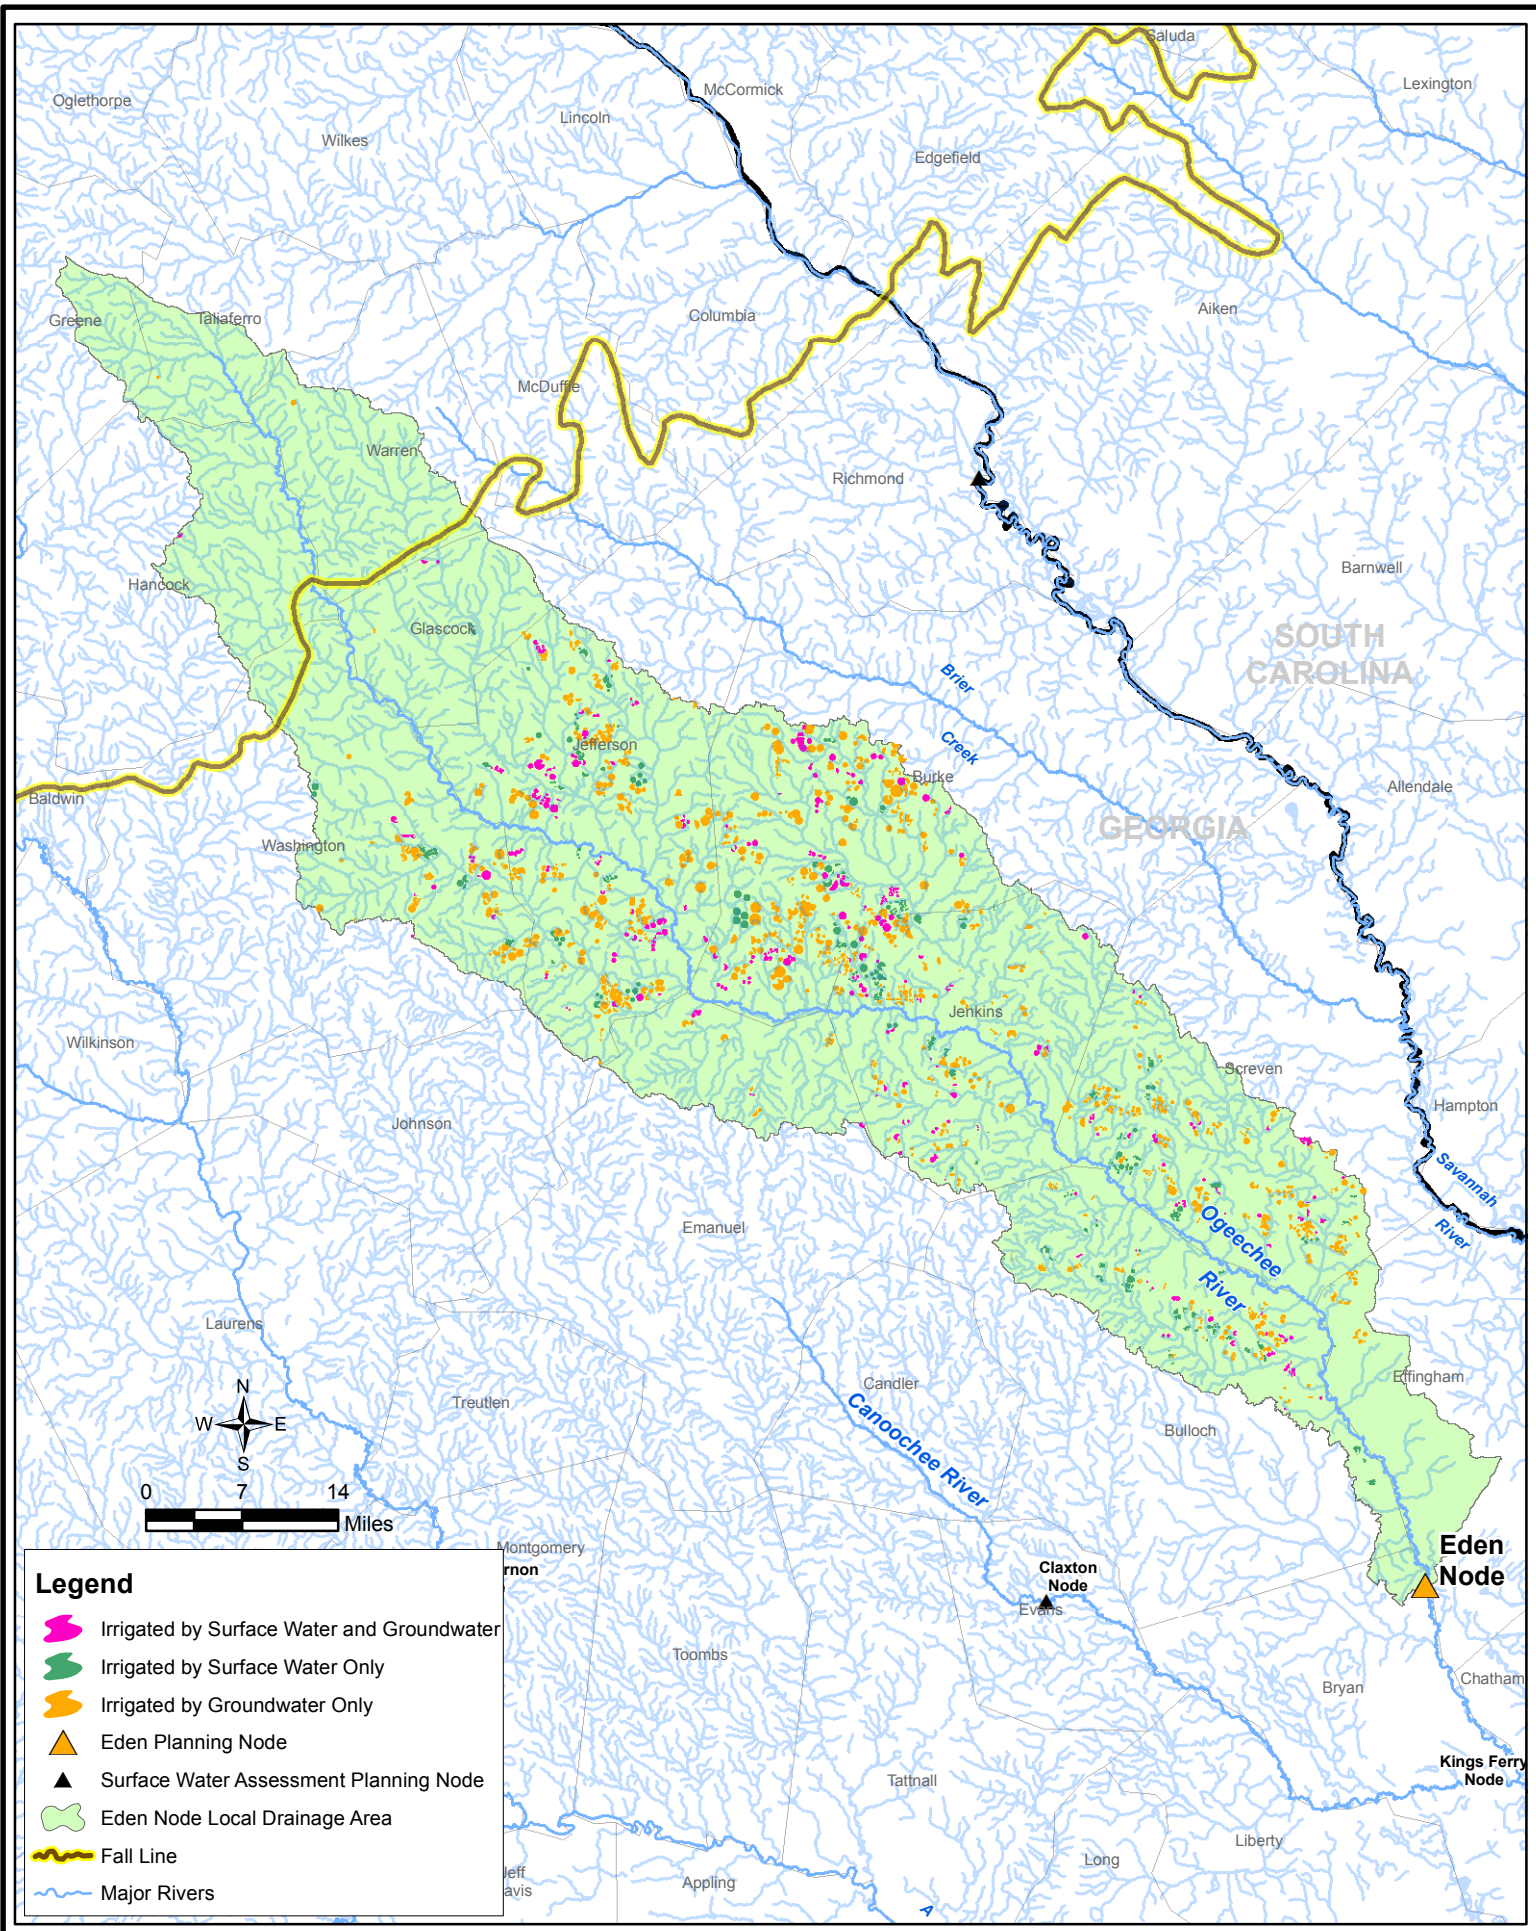 Saluda
Oglethorpe
McCormick
Lexington
Lincoln
Wilkes
Edgefield
Greene
Taliaferro
Columbia
Aiken
McDuffie
Warren
Richmond
Hancock
Barnwell
Glascock
SOUTH
CAROLINA
Brier
Creek
Jefferson
Burke
Baldwin
Allendale
GEORGIA
Washington
Jenkins
Wilkinson
Screven
Hampton
Johnson
Savannah
River
Emanuel
Ogeechee
River
Laurens
Effingham
Candler
Treutlen
Canoochee River
Bulloch
N
W E
S
0 7 14
Miles
Montgomery
rnon
Eden
Node
Claxton
Node
Evans
Toombs
Bryan
Chatham
Kings Ferry
Node
Tattnall
Liberty
Long
Appling
Jeff
avis
A
Legend
Irrigated by Surface Water and Groundwater
Irrigated by Surface Water Only
Irrigated by Groundwater Only
Eden Planning Node
Surface Water Assessment Planning Node
Eden Node Local Drainage Area
Fall Line
Major Rivers